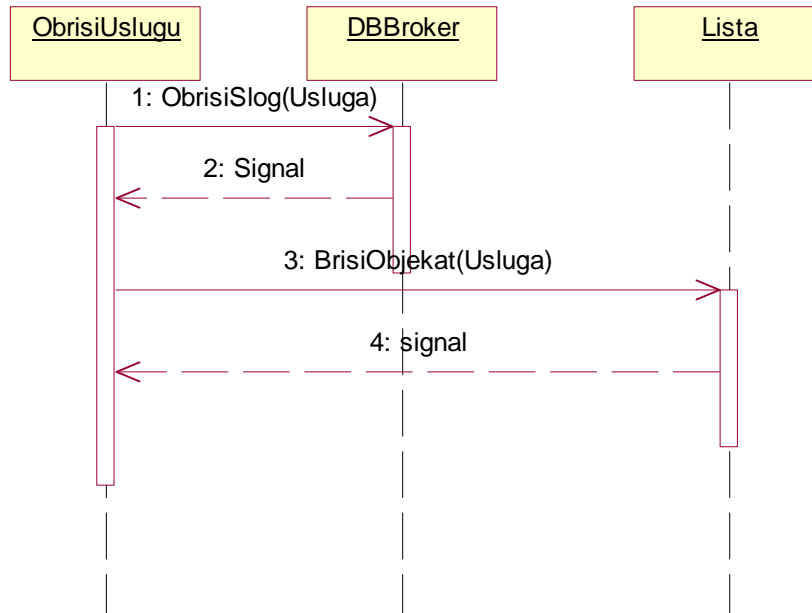 ObrisiUslugu
DBBroker
Lista
1: ObrisiSlog(Usluga)
2: Signal
3: BrisiObjekat(Usluga)
4: signal